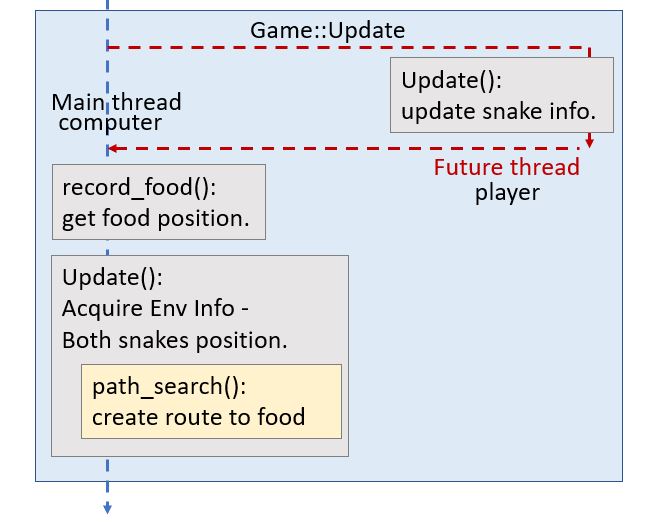 Game::Update
Update():
update snake info.
Main thread
computer
Future thread
player
record_food():
get food position.
Update():
Acquire Env Info -
Both snakes position.
path_search():
create route to food